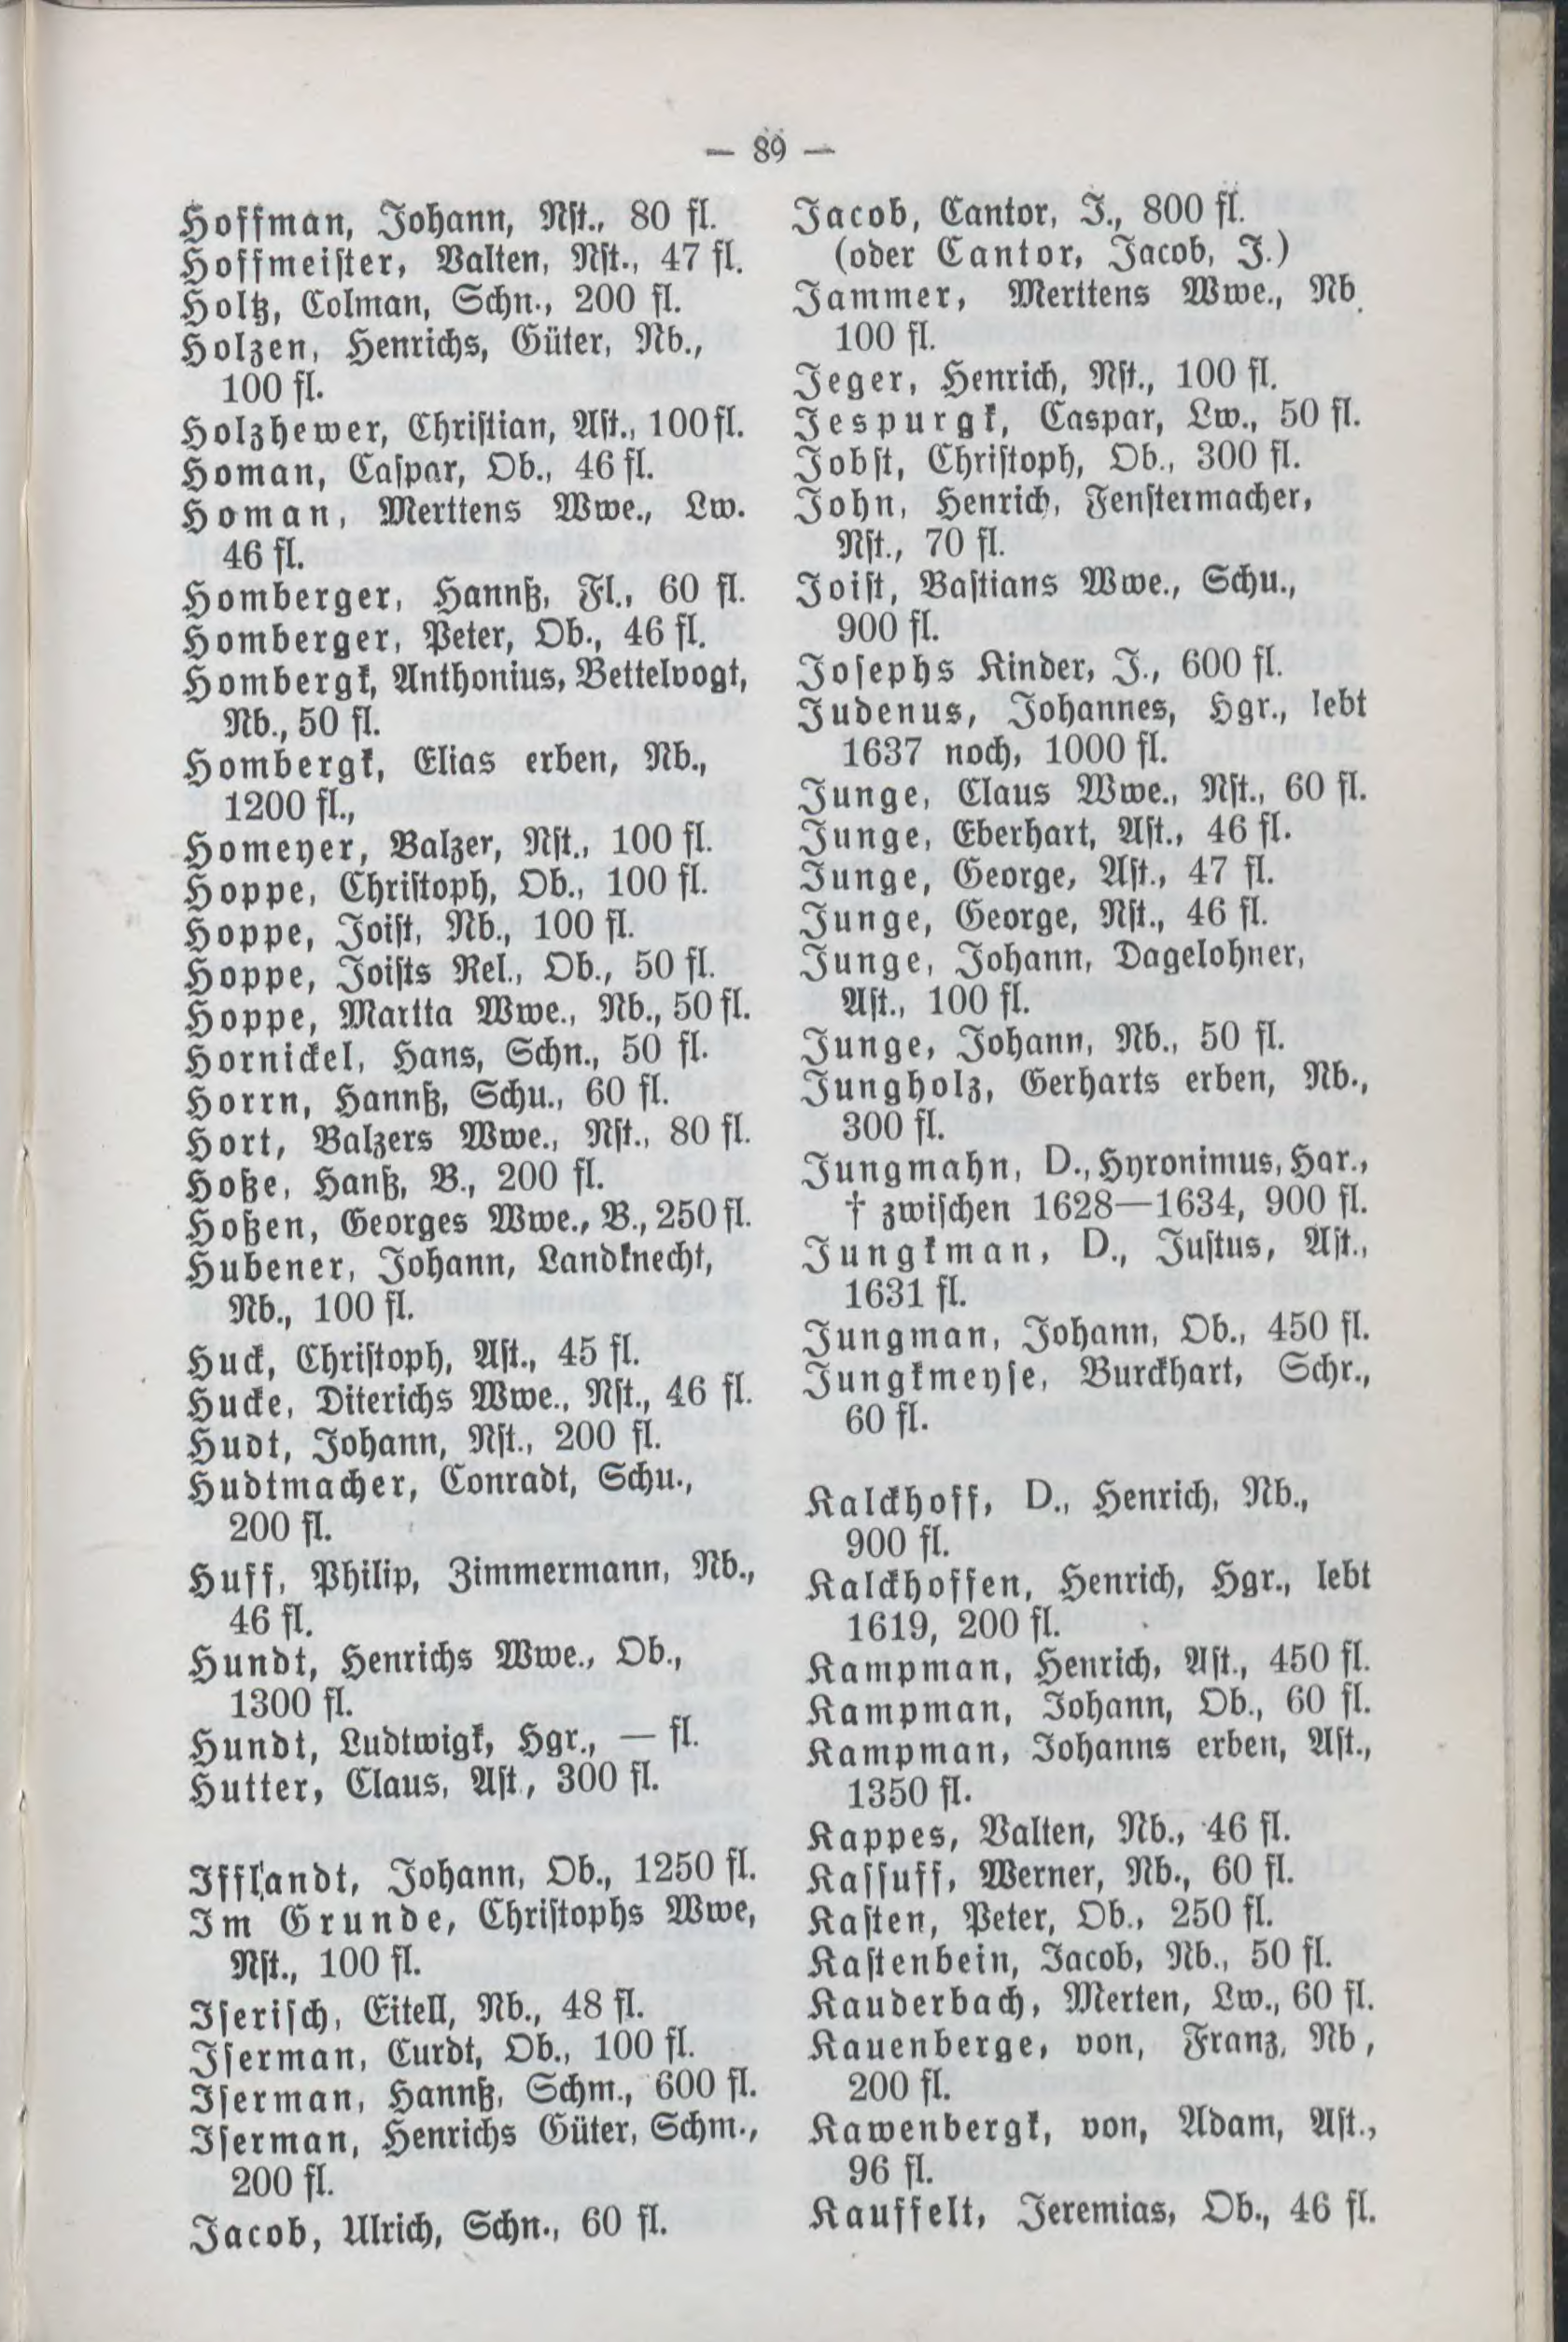 — 89 —
Hoffman, Johann, Nst., 80 fl.
Hoffmeister, Valten, Nst., 47 fl.
Holtz, Colman, Schn., 200 fl.
Holzen, Henrichs, Güter, Nb.,
100 fl.
Holzhewer, Christian, Ast., 100 fl.
Homan, Caspar, Ob., 46 fl.
Homan, Merttens Wwe., Lw.
46 fl.
Homberger, Hannß, Fl., 60 fl.
Homberger, Peter, Ob., 46 fl.
Hombergk, Anthonius, Bettelvogt,
Nb., 50 fl.
Hombergk, Elias erben, Nb.,
1200 fl.,
Homeyer, Balzer, Nst., 100 fl.
Hoppe, Christoph, Ob., 100 fl.
Hoppe, Joist, Nb., 100 fl.
Hoppe, Joists Rel., Ob., 50 fl.
Hoppe, Martta Wwe., Nb., 50 fl.
Hornickel, Hans, Schn., 50 fl.
Horrn, Hannß, Schu., 60 fl.
Hort, Balzers Wwe., Nst., 80 fl.
Hoße, Hanß, B., 200 fl.
Hoßen, Georges Wwe., B., 250 fl.
Hubener, Johann, Landknecht,
Nb., 100 fl.
Huck, Christoph, Ast., 45 fl.
Hucke, Diterichs Wwe., Nst., 46 fl.
Hudt, Johann, Nst., 200 fl.
Hudtmacher, Conradt, Schu.,
200 fl.
Huff, Philip, Zimmermann, Nb.,
46 fl.
Hundt, Henrichs Wwe., Ob.,
1300 fl.
Hundt, Ludtwigk, Hgr., — fl.
Hutter, Claus, Ast., 300 fl.
Ifflandt, Johann, Ob., 1250 fl.
Im Grunde, Christophs Wwe,
Nst., 100 fl.
Iserisch, Eitell, Nb., 48 fl.
Iserman, Curdt, Ob., 100 fl.
Iserman, Hannß, Schm., 600 fl.
Iserman, Henrichs Güter, Schm.,
200 fl.
Jacob, Ulrich, Schn., 60 fl.
Jacob, Cantor, J., 800 fl.
(oder Cantor, Jacob, J.)
Jammer, Merttens Wwe., Nb.
100 fl.
Jeger, Henrich, Nst., 100 fl.
Jespurgk, Caspar, Lw., 50 fl.
Jobst, Christoph, Ob., 300 fl.
John, Henrich, Fenstermacher,
Nst., 70 fl.
Joist, Bastians Wwe., Schu.,
900 fl.
Josephs Kinder, J., 600 fl.
Judenus, Johannes, Hgr., lebt
1637 noch, 1000 fl.
Junge, Claus Wwe., Nst., 60 fl.
Junge, Eberhart, Ast., 46 fl.
Junge, George, Ast., 47 fl.
Junge, George, Nst., 46 fl.
Junge, Johann, Dagelohner,
Ast., 100 fl.
Junge, Johann, Nb., 50 fl.
Jungholz, Gerharts erben, Nb.,
300 fl.
Jungmahn, D., Hyronimus, Har.,
† zwischen 1628—1634, 900 fl.
Jungkman, D., Justus, Ast.,
1631 fl.
Jungman, Johann, Ob., 450 fl.
Jungkmeyse, Burckhart, Schr.,
60 fl.
Kalckhoff, D., Henrich, Nb.,
900 fl.
Kalckhoffen, Henrich, Hgr., lebt
1619, 200 fl.
Kampman, Henrich, Ast., 450 fl.
Kampman, Johann, Ob., 60 fl.
Kampman, Johanns erben, Ast.,
1350 fl.
Kappes, Valten, Nb., 46 fl.
Kassuff, Werner, Nb., 60 fl.
Kasten, Peter, Ob., 250 fl.
Kastenbein, Jacob, Nb., 50 fl.
Kauderbach, Merten, Lw., 60 fl.
Kauenberge, von, Franz, Nb,
200 fl.
Kawenbergk, von, Adam, Ast.,
96 fl.
Kauffelt, Jeremias, Ob., 46 fl.